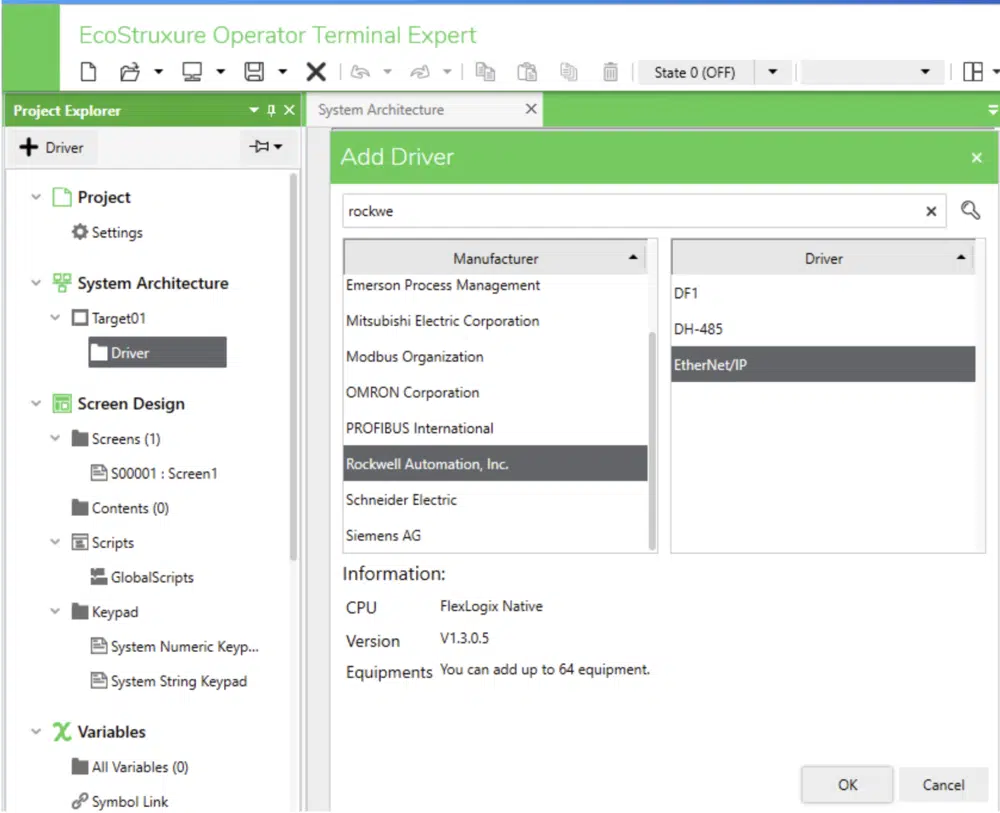 EcoStruxure Operator Terminal Expert
State 0 (OFF)
Project Explorer
System Architecture
Driver
Project
Settings
System Architecture
Target01
Driver
Screen Design
Screens (1)
S00001 : Screen1
Contents (0)
Scripts
GlobalScripts
Keypad
System Numeric Keyp...
System String Keypad
Variables
All Variables (0)
Symbol Link
Add Driver
rockwe
Manufacturer
Emerson Process Management
Mitsubishi Electric Corporation
Modbus Organization
OMRON Corporation
PROFIBUS International
Rockwell Automation, Inc.
Schneider Electric
Siemens AG
Driver
DF1
DH-485
EtherNet/IP
Information:
CPU FlexLogix Native
Version V1.3.0.5
Equipments You can add up to 64 equipment.
OK Cancel